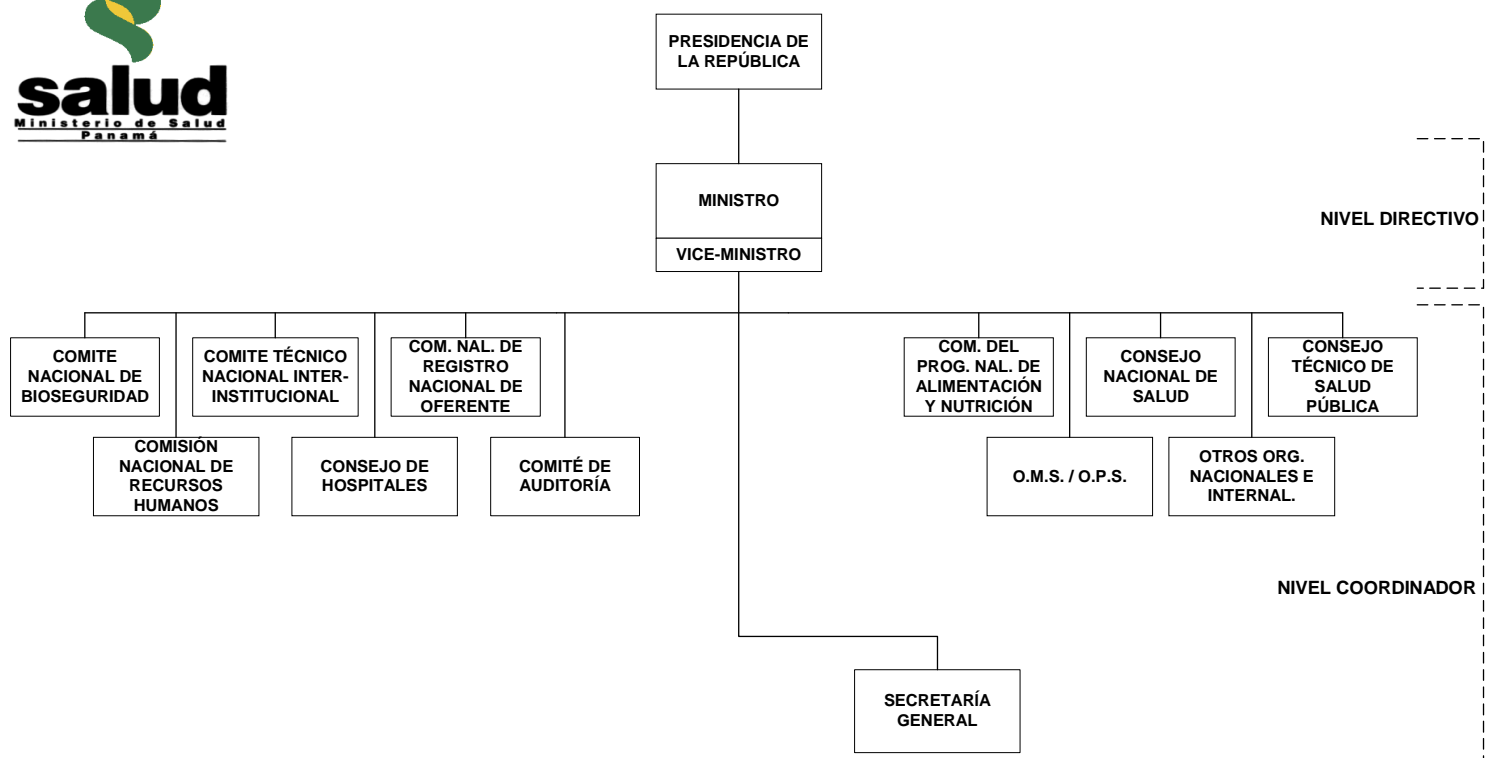 salud
Ministerio de Salud
Panamá
PRESIDENCIA DE
LA REPÚBLICA
MINISTRO
VICE-MINISTRO
NIVEL DIRECTIVO
COMITE
NACIONAL DE
BIOSEGURIDAD
COMITE TÉCNICO
NACIONAL INTER-
INSTITUCIONAL
COM. NAL. DE
REGISTRO
NACIONAL DE
OFERENTE
COM. DEL
PROG. NAL. DE
ALIMENTACIÓN
Y NUTRICIÓN
CONSEJO
NACIONAL DE
SALUD
CONSEJO
TÉCNICO DE
SALUD
PÚBLICA
COMISIÓN
NACIONAL DE
RECURSOS
HUMANOS
CONSEJO DE
HOSPITALES
COMITÉ DE
AUDITORÍA
O.M.S. / O.P.S.
OTROS ORG.
NACIONALES E
INTERNAL.
NIVEL COORDINADOR
SECRETARÍA
GENERAL